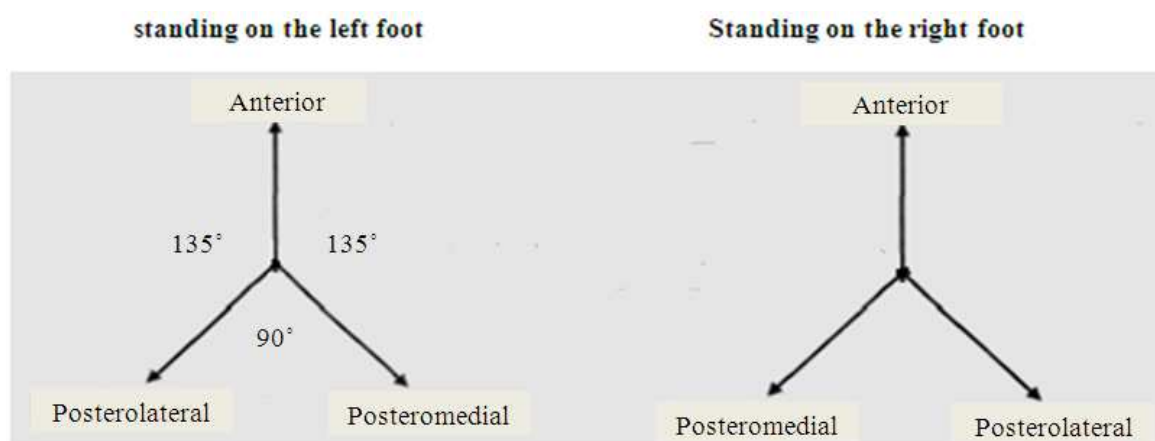 standing on the left foot
Standing on the right foot
Anterior
Anterior
135°
135°
90°
Posterolateral
Posteromedial
Posteromedial
Posterolateral